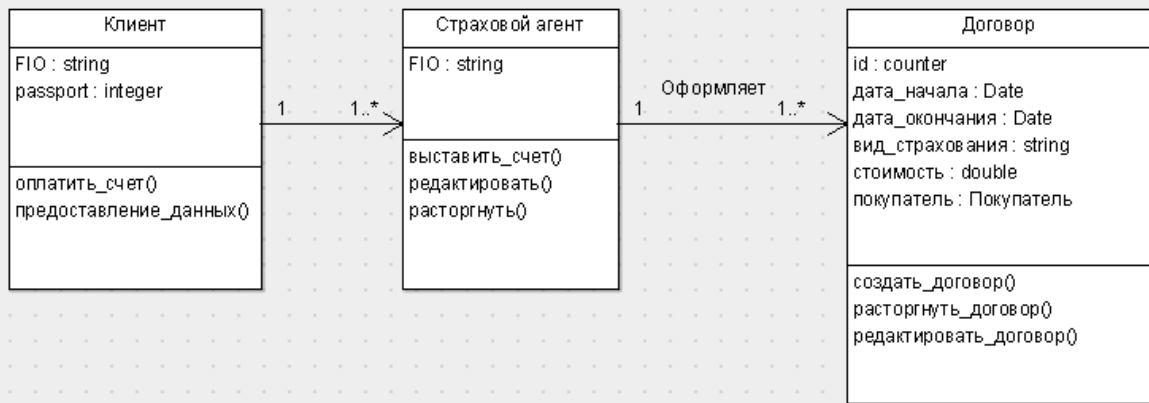 Клиент
FIO : string
passport : integer
оплатить_счет()
предоставление_данных()
1
1..*
Страховой агент
FIO : string
выставить_счет()
редактировать()
расторгнуть()
Оформляет
1
1..*
Договор
id : counter
дата_начала : Date
дата_окончания : Date
вид_страхования : string
стоимость : double
покупатель : Покупатель
создать_договор()
расторгнуть_договор()
редактировать_договор()